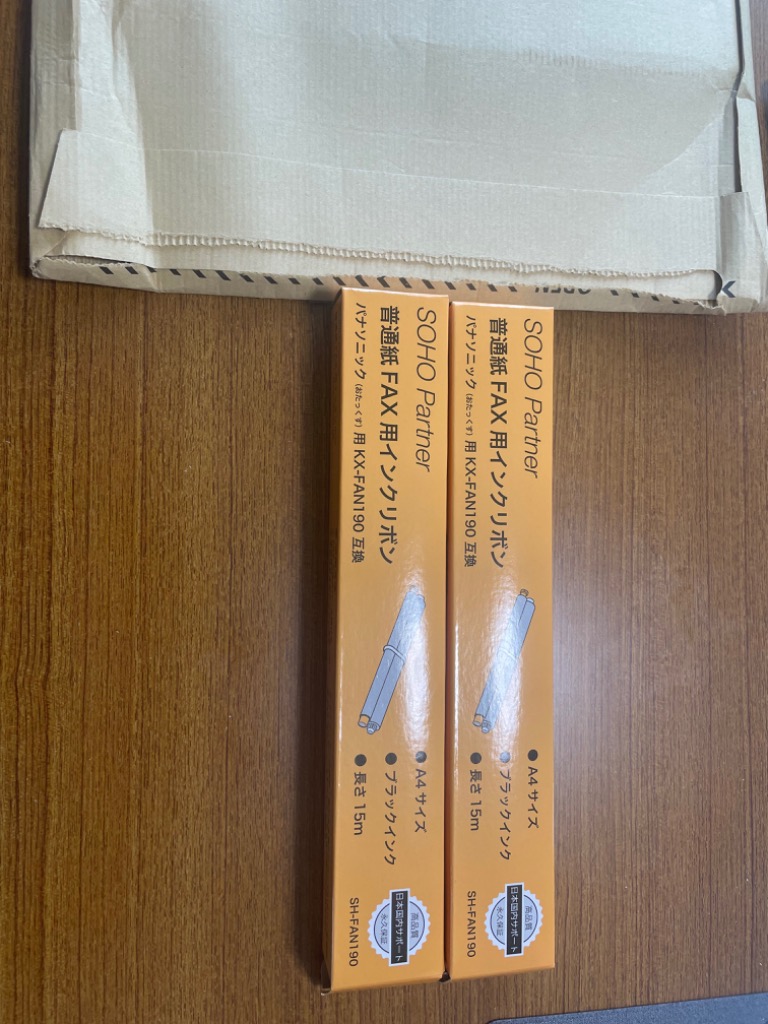 OPEN
SOHO Partner
普通紙 FAX 用インクリボン
パナソニック (おたっくす) 用 KX-FAN190 互換
● A4 サイズ
● ブラックインク
● 長さ 15m
高品質
日本国内サポート
永久保証
SH-FAN190
SOHO Partner
普通紙 FAX 用インクリボン
パナソニック (おたっくす) 用 KX-FAN190 互換
● A4 サイズ
● ブラックインク
● 長さ 15m
高品質
日本国内サポート
永久保証
SH-FAN190